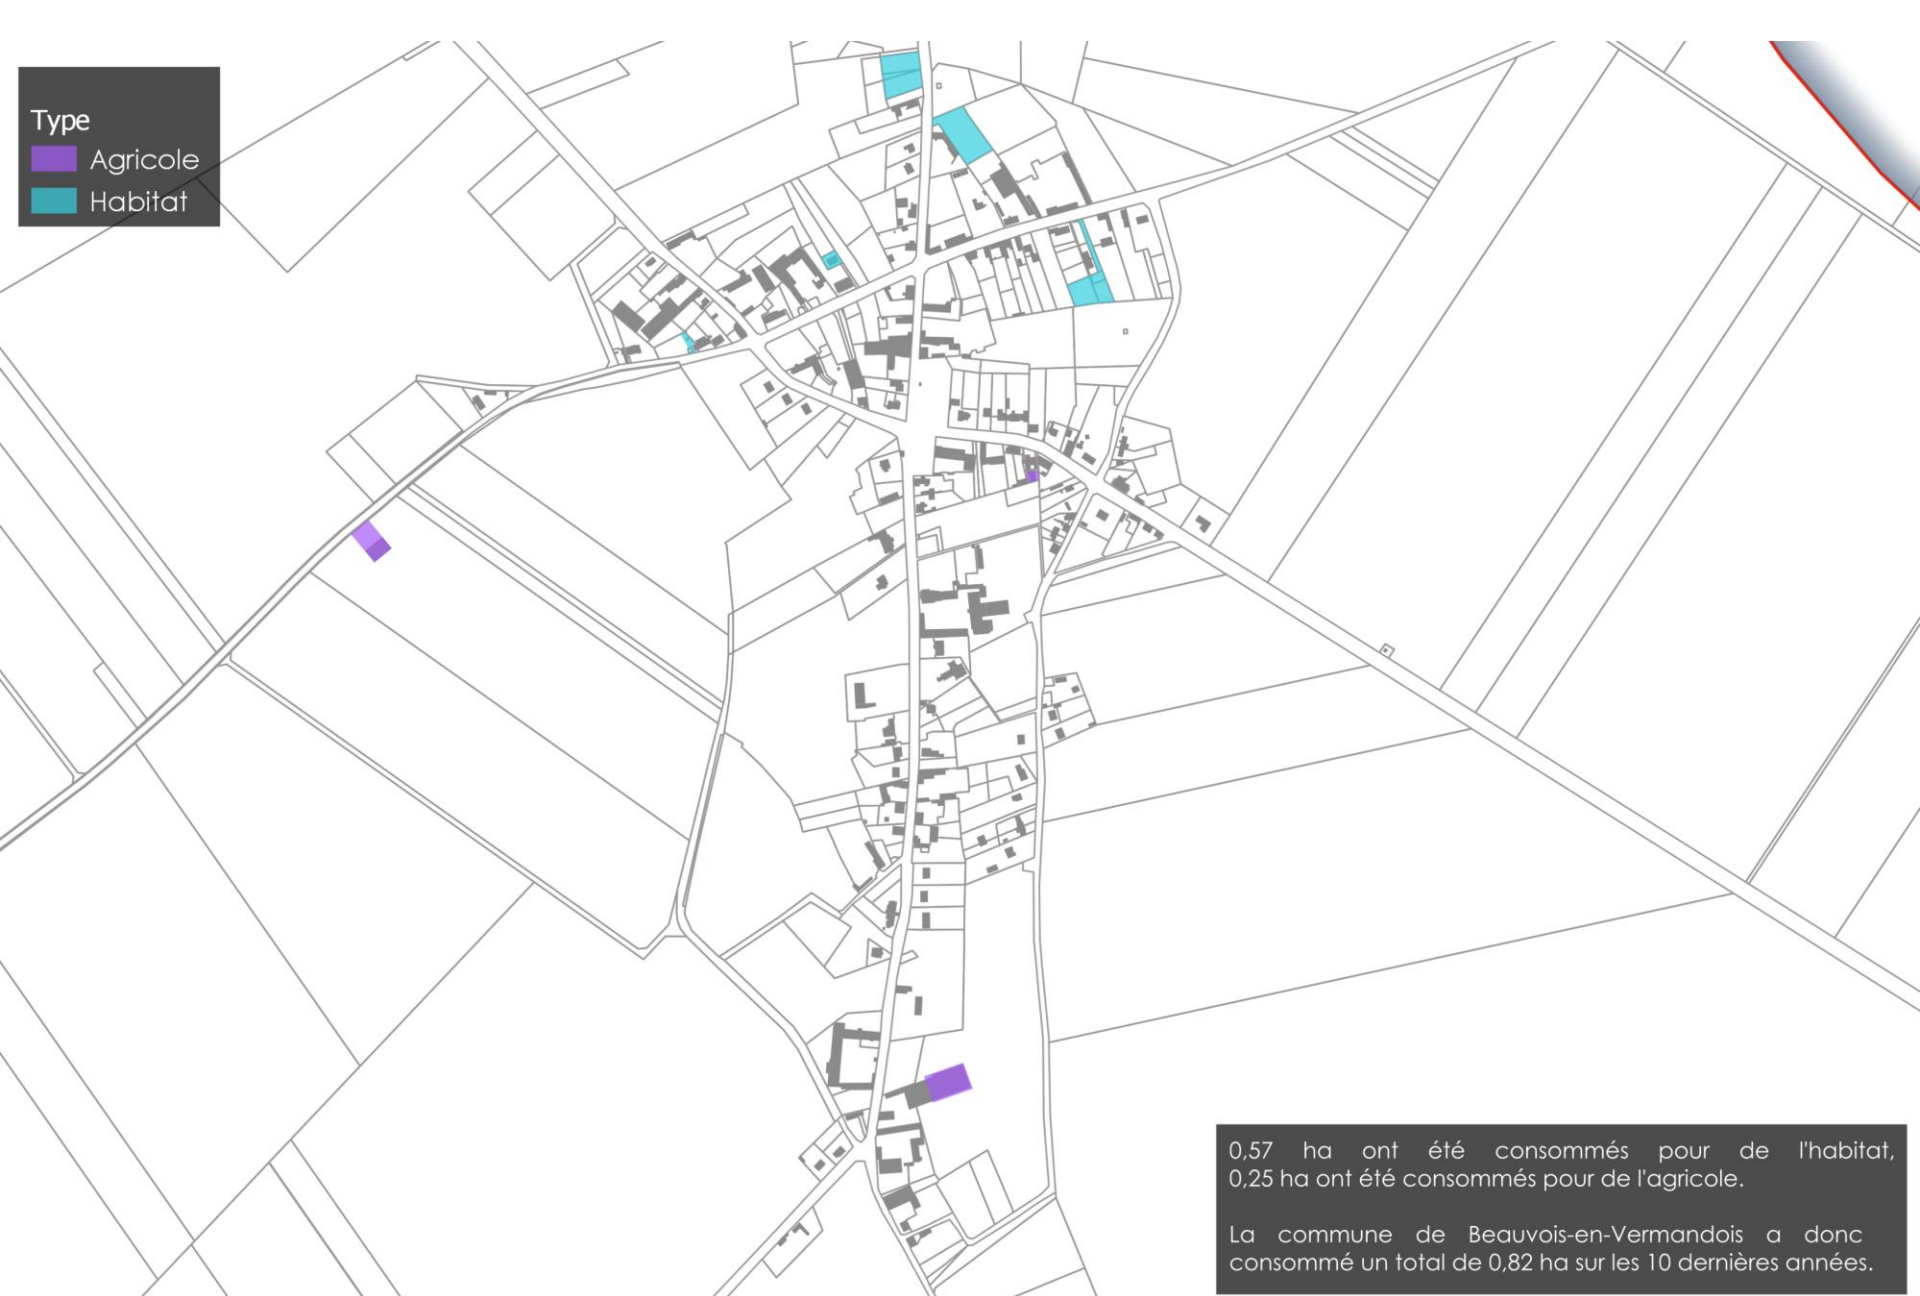 Type
Agricole
Habitat
0,57 ha ont été consommés pour de l'habitat,
0,25 ha ont été consommés pour de l'agricole.
La commune de Beauvois-en-Vermandois a donc
consommé un total de 0,82 ha sur les 10 dernières années.